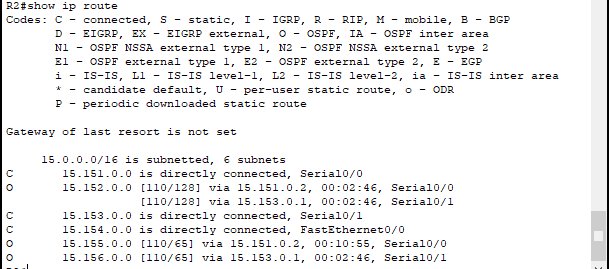 R2#show ip route
Codes: C - connected, S - static, I - IGRP, R - RIP, M - mobile, B - BGP
D - EIGRP, EX - EIGRP external, O - OSPF, IA - OSPF inter area
N1 - OSPF NSSA external type 1, N2 - OSPF NSSA external type 2
E1 - OSPF external type 1, E2 - OSPF external type 2, E - EGP
i - IS-IS, L1 - IS-IS level-1, L2 - IS-IS level-2, ia - IS-IS inter area
* - candidate default, U - per-user static route, o - ODR
P - periodic downloaded static route
Gateway of last resort is not set
15.0.0.0/16 is subnetted, 6 subnets
C 15.151.0.0 is directly connected, Serial0/0
O 15.152.0.0 [110/128] via 15.151.0.2, 00:02:46, Serial0/0
[110/128] via 15.153.0.1, 00:02:46, Serial0/1
C 15.153.0.0 is directly connected, Serial0/1
C 15.154.0.0 is directly connected, FastEthernet0/0
O 15.155.0.0 [110/65] via 15.151.0.2, 00:10:55, Serial0/0
O 15.156.0.0 [110/65] via 15.153.0.1, 00:02:46, Serial0/1